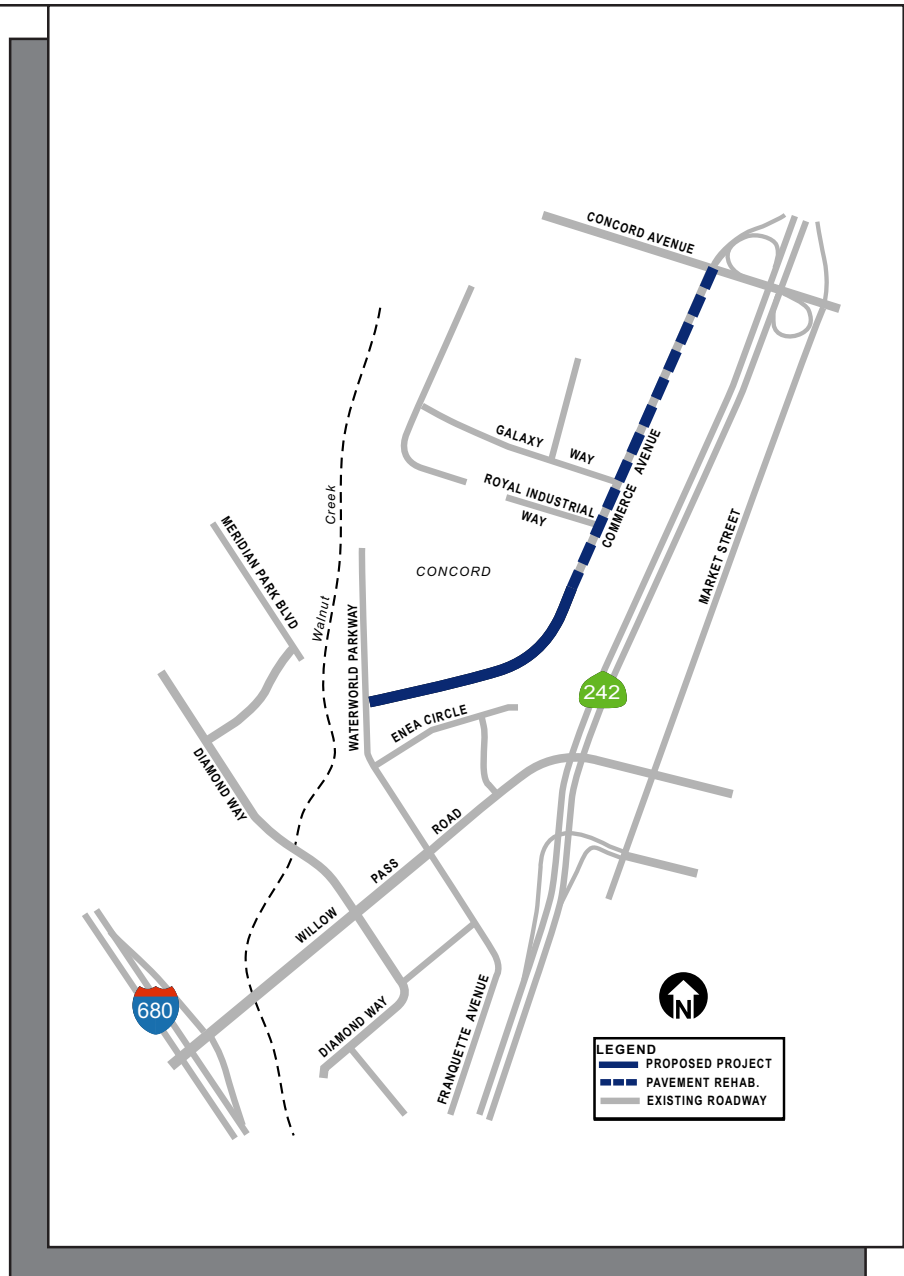 CONCORD AVENUE
GALAXY WAY
ROYAL INDUSTRIAL
WAY
COMMERCE AVENUE
MARKET STREET
Walnut Creek
MERIDIAN PARK BLVD
CONCORD
WATERWORLD PARKWAY
242
ENEA CIRCLE
DIAMOND WAY
WILLOW PASS ROAD
680
DIAMOND WAY
FRANQUETTE AVENUE
N
LEGEND
PROPOSED PROJECT
PAVEMENT REHAB.
EXISTING ROADWAY